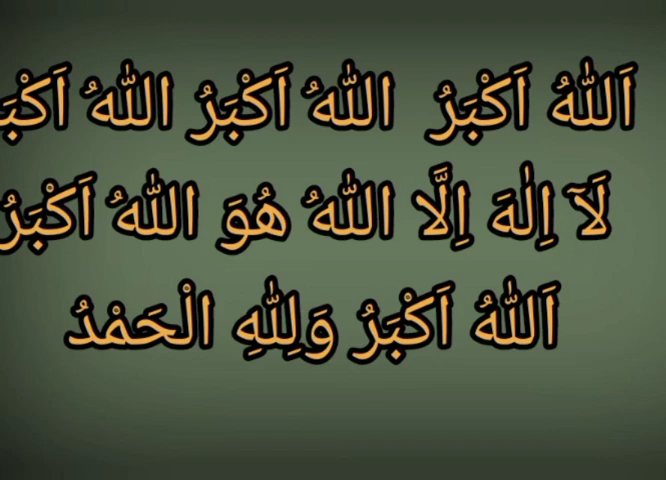 اَللّٰهُ اَكْبَرُ اللّٰهُ اَكْبَرُ اللّٰهُ اَكْبَ
لَآ اِلٰهَ اِلَّا اللّٰهُ هُوَ اللّٰهُ اَكْبَرُ
اَللّٰهُ اَكْبَرُ وَلِلّٰهِ الْحَمْدُ